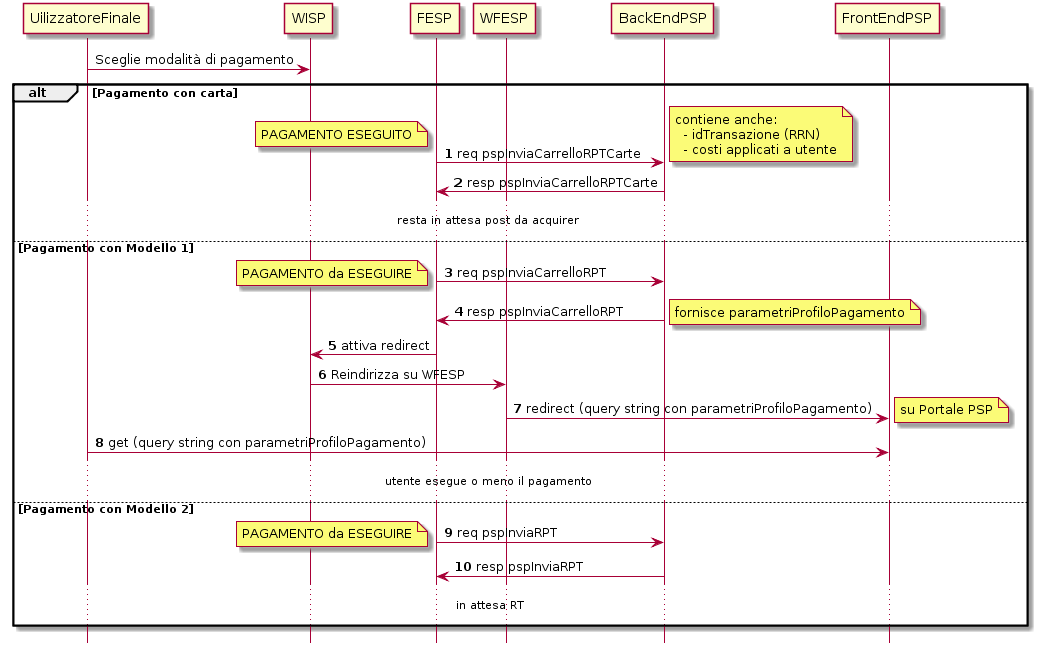 UilizzatoreFinale
WISP
FESP
WFESP
BackEndPSP
FrontEndPSP
Sceglie modalità di pagamento
alt
[Pagamento con carta]
PAGAMENTO ESEGUITO
contiene anche:
- idTransazione (RRN)
- costi applicati a utente
1 req pspInviaCarrelloRPTCarte
2 resp pspInviaCarrelloRPTCarte
resta in attesa post da acquirer
[Pagamento con Modello 1]
PAGAMENTO da ESEGUIRE
3 req pspInviaCarrelloRPT
4 resp pspInviaCarrelloRPT
fornisce parametriProfiloPagamento
5 attiva redirect
6 Reindirizza su WFESP
7 redirect (query string con parametriProfiloPagamento)
su Portale PSP
8 get (query string con parametriProfiloPagamento)
utente esegue o meno il pagamento
[Pagamento con Modello 2]
PAGAMENTO da ESEGUIRE
9 req pspInviaRPT
10 resp pspInviaRPT
in attesa RT